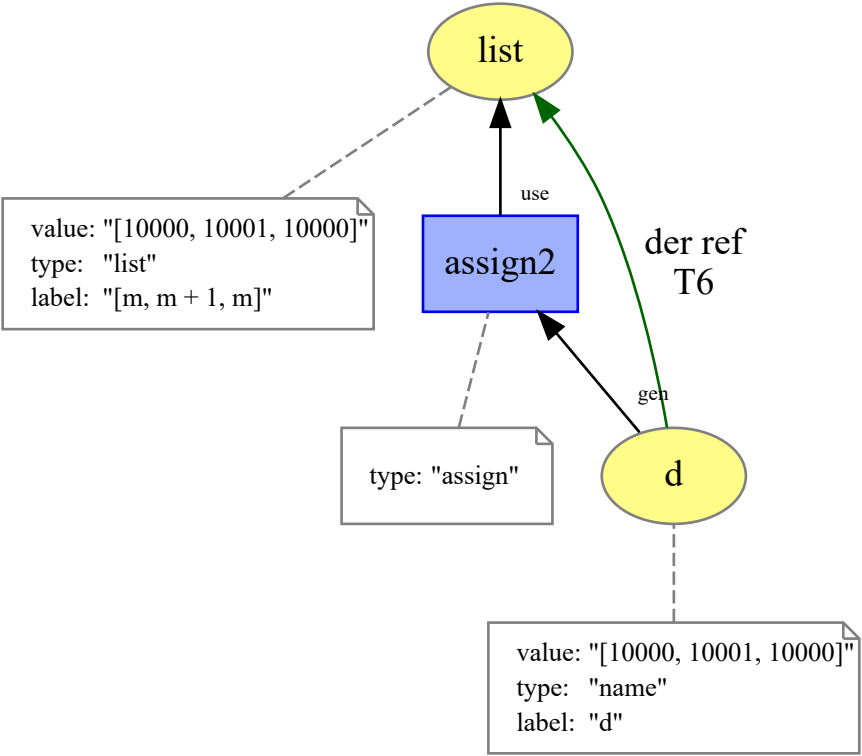 list
use
value: "[10000, 10001, 10000]"
type: "list"
label: "[m, m + 1, m]"
assign2
der ref
T6
gen
type: "assign"
d
value: "[10000, 10001, 10000]"
type: "name"
label: "d"